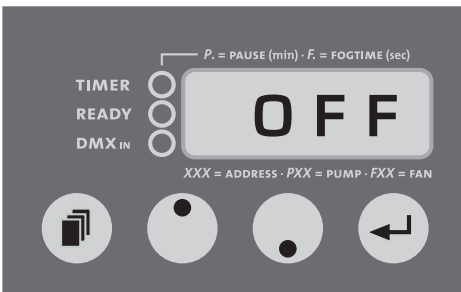 P. = PAUSE (min) · F. = FOGTIME (sec)
TIMER
READY
DMX IN
OFF
XXX = ADDRESS · PXX = PUMP · FXX = FAN